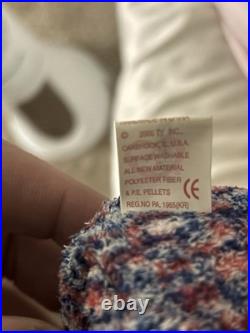 © 2000 TY INC.,
OAKBROOK, IL. U.S.A.
SURFACE WASHABLE
ALL NEW MATERIAL
POLYESTER FIBER
& P.E. PELLETS CE
REG.NO PA. 1965(KR)